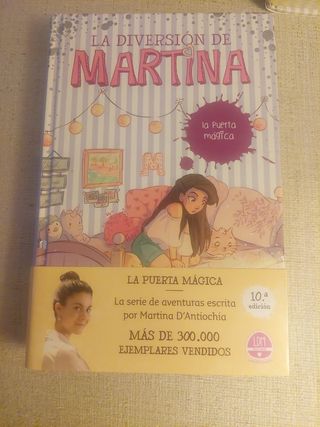 LA DIVERSIÓN DE
MARTINA
la puerta
mágica
LA PUERTA MÁGICA
La serie de aventuras escrita
por Martina D'Antiochia
MÁS DE 300.000
EJEMPLARES VENDIDOS
10.ª
edición